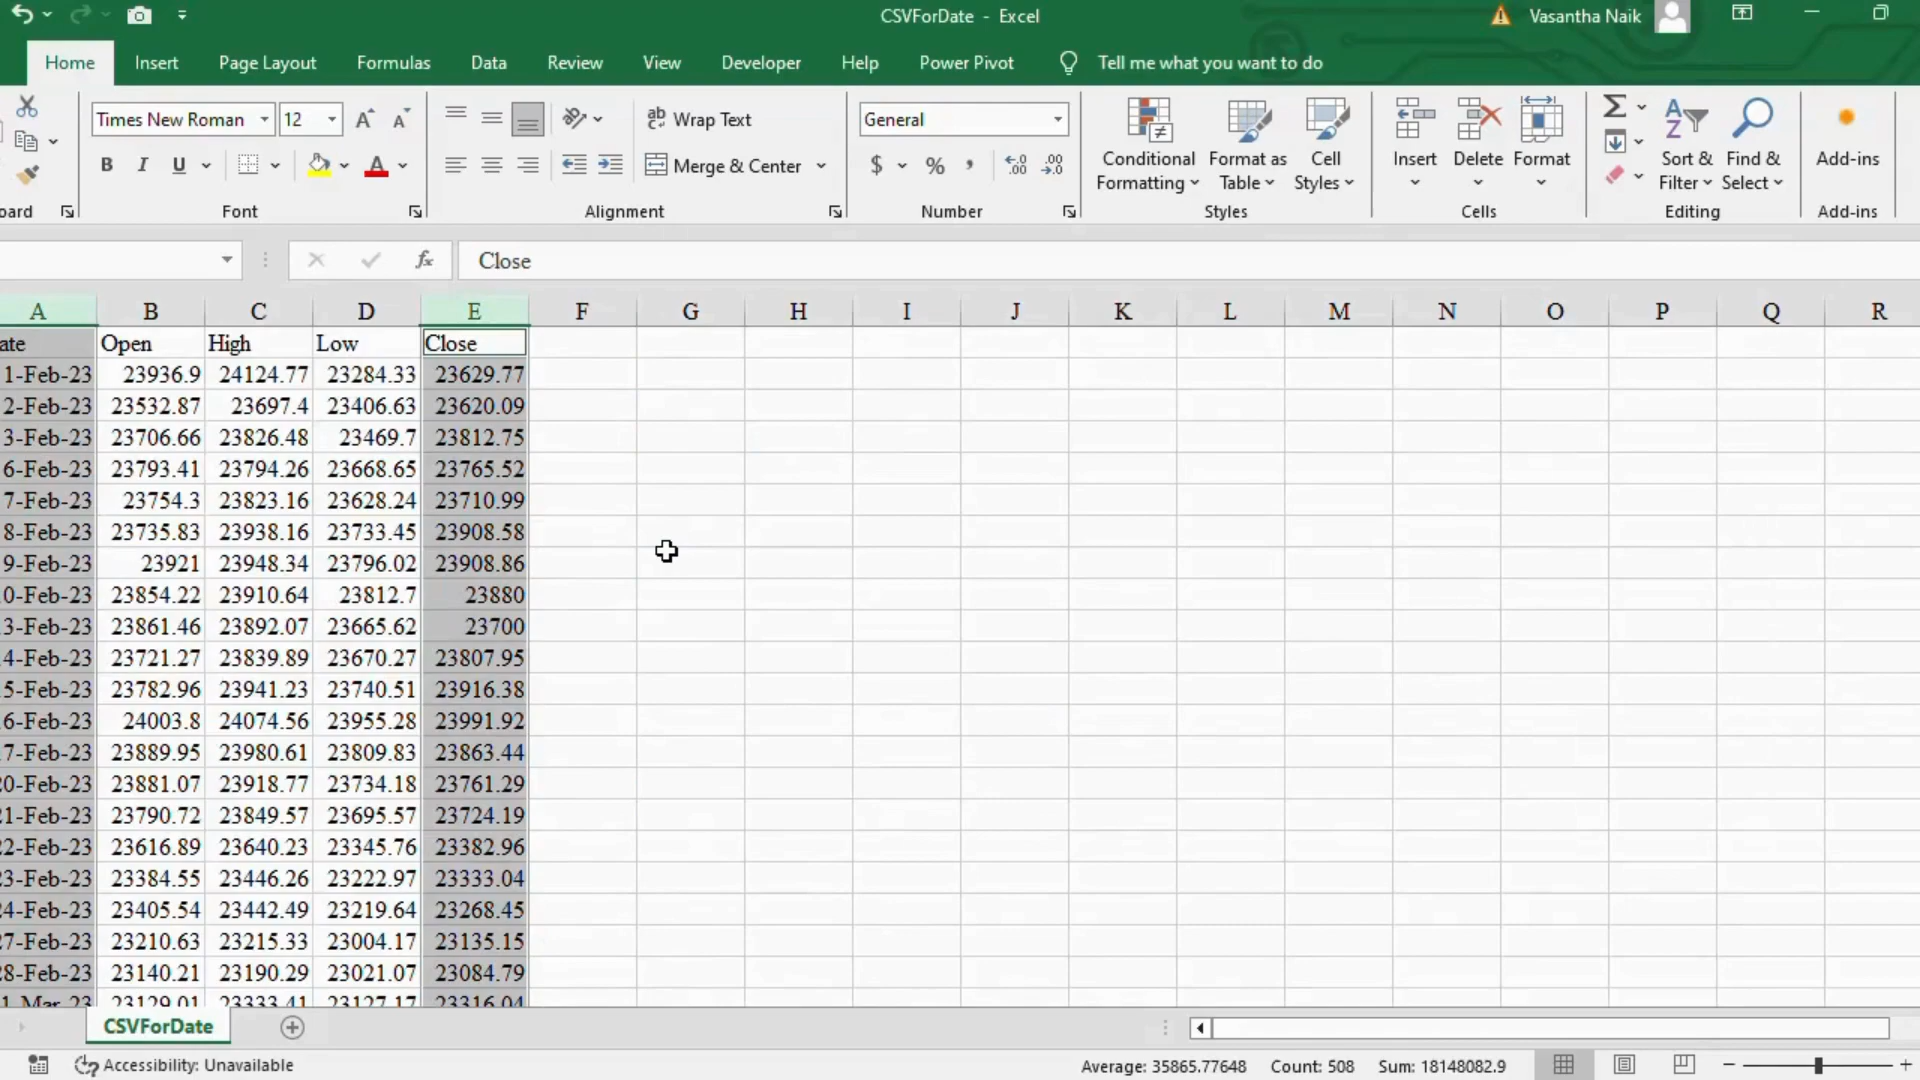 CSVForDate - Excel
Vasantha Naik
Home Insert Page Layout Formulas Data Review View Developer Help Power Pivot Tell me what you want to do
Times New Roman 12 Wrap Text General
Merge & Center
Conditional Formatting
Format as Table
Cell Styles
Insert Delete Format
Sort & Filter
Find & Select
Add-ins
oard Font Alignment Number Styles Cells Editing Add-ins
Close
A B C D E F G H I J K L M N O P Q R
ate Open High Low Close
1-Feb-23 23936.9 24124.77 23284.33 23629.77
2-Feb-23 23532.87 23697.4 23406.63 23620.09
3-Feb-23 23706.66 23826.48 23469.7 23812.75
6-Feb-23 23793.41 23794.26 23668.65 23765.52
7-Feb-23 23754.3 23823.16 23628.24 23710.99
8-Feb-23 23735.83 23938.16 23733.45 23908.58
9-Feb-23 23921 23948.34 23796.02 23908.86
0-Feb-23 23854.22 23910.64 23812.7 23880
3-Feb-23 23861.46 23892.07 23665.62 23700
4-Feb-23 23721.27 23839.89 23670.27 23807.95
5-Feb-23 23782.96 23941.23 23740.51 23916.38
6-Feb-23 24003.8 24074.56 23955.28 23991.92
7-Feb-23 23889.95 23980.61 23809.83 23863.44
20-Feb-23 23881.07 23918.77 23734.18 23761.29
21-Feb-23 23790.72 23849.57 23695.57 23724.19
22-Feb-23 23616.89 23640.23 23345.76 23382.96
23-Feb-23 23384.55 23446.26 23222.97 23333.04
24-Feb-23 23405.54 23442.49 23219.64 23268.45
27-Feb-23 23210.63 23215.33 23004.17 23135.15
28-Feb-23 23140.21 23190.29 23021.07 23084.79
1-Mar-23 23129.01 23333.41 23127.17 23316.04
CSVForDate
Accessibility: Unavailable Average: 35865.77648 Count: 508 Sum: 18148082.9